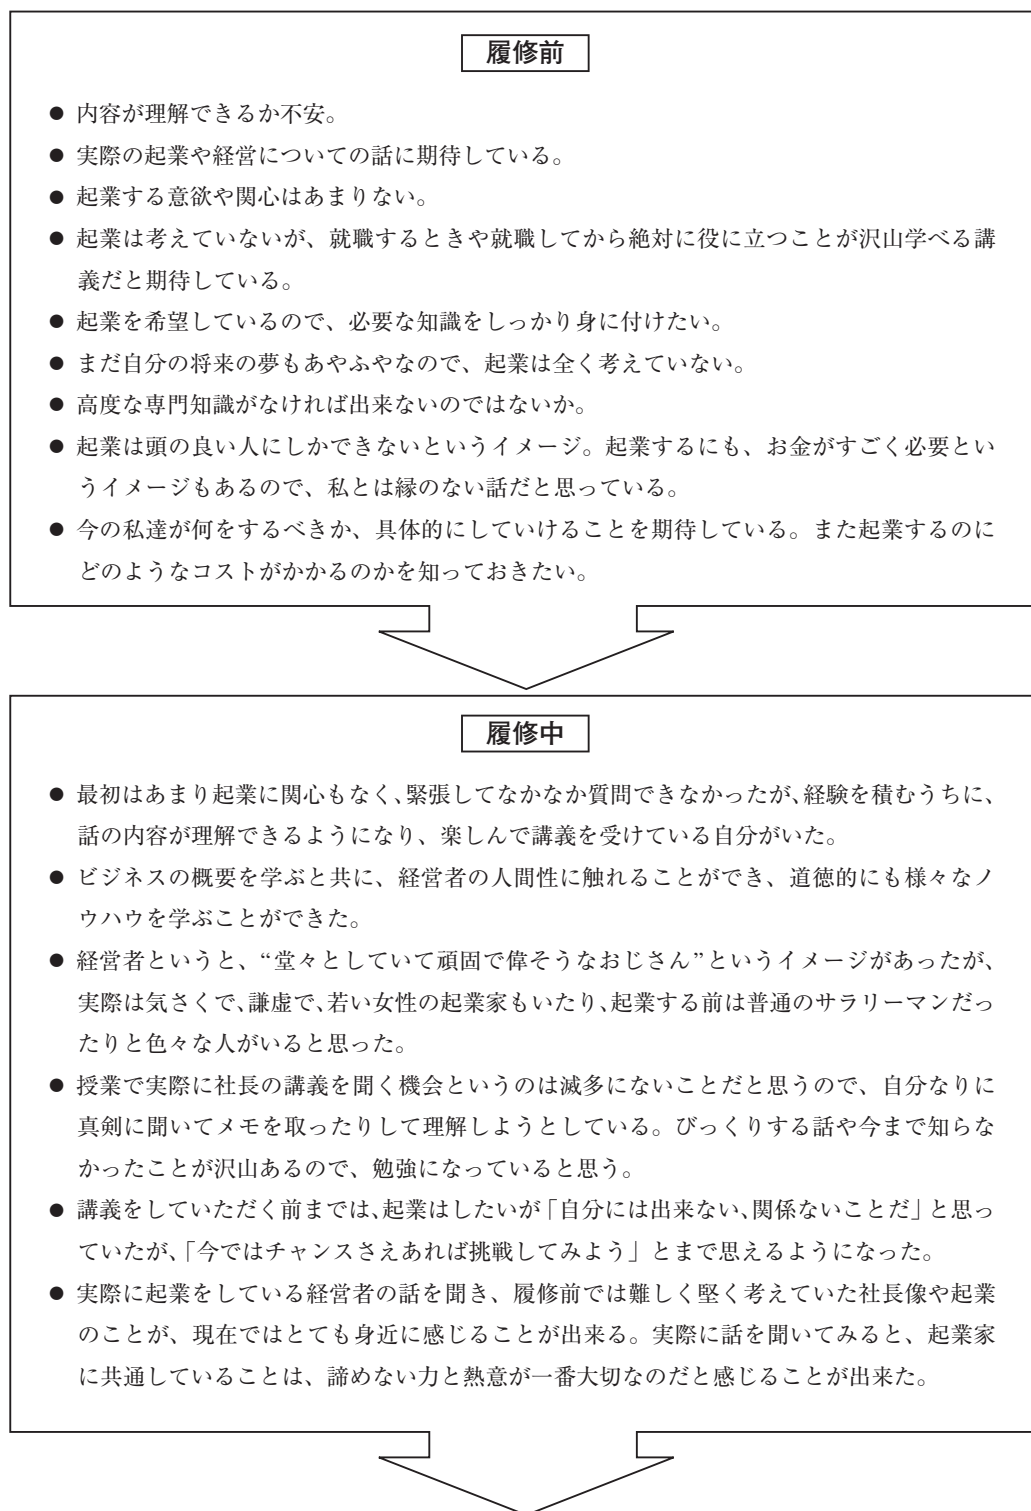 履修前
● 内容が理解できるか不安。
● 実際の起業や経営についての話に期待している。
● 起業する意欲や関心はあまりない。
● 起業は考えていないが、就職するときや就職してから絶対に役に立つことが沢山学べる講
義だと期待している。
● 起業を希望しているので、必要な知識をしっかり身に付けたい。
● まだ自分の将来の夢もあやふやなので、起業は全く考えていない。
● 高度な専門知識がなければ出来ないのではないか。
● 起業は頭の良い人にしかできないというイメージ。起業するにも、お金がすごく必要とい
うイメージもあるので、私とは縁のない話だと思っている。
● 今の私達が何をするべきか、具体的にしていけることを期待している。また起業するのに
どのようなコストがかかるのかを知っておきたい。
履修中
● 最初はあまり起業に関心もなく、緊張してなかなか質問できなかったが、経験を積むうちに、
話の内容が理解できるようになり、楽しんで講義を受けている自分がいた。
● ビジネスの概要を学ぶと共に、経営者の人間性に触れることができ、道徳的にも様々なノ
ウハウを学ぶことができた。
● 経営者というと、“堂々としていて頑固で偉そうなおじさん”というイメージがあったが、
実際は気さくで、謙虚で、若い女性の起業家もいたり、起業する前は普通のサラリーマンだっ
たりと色々な人がいると思った。
● 授業で実際に社長の講義を聞く機会というのは滅多にないことだと思うので、自分なりに
真剣に聞いてメモを取ったりして理解しようとしている。びっくりする話や今まで知らな
かったことが沢山あるので、勉強になっていると思う。
● 講義をしていただく前までは、起業はしたいが「自分には出来ない、関係ないことだ」と思っ
ていたが、「今ではチャンスさえあれば挑戦してみよう」とまで思えるようになった。
● 実際に起業をしている経営者の話を聞き、履修前では難しく堅く考えていた社長像や起業
のことが、現在ではとても身近に感じることが出来る。実際に話を聞いてみると、起業家
に共通していることは、諦めない力と熱意が一番大切なのだと感じることが出来た。